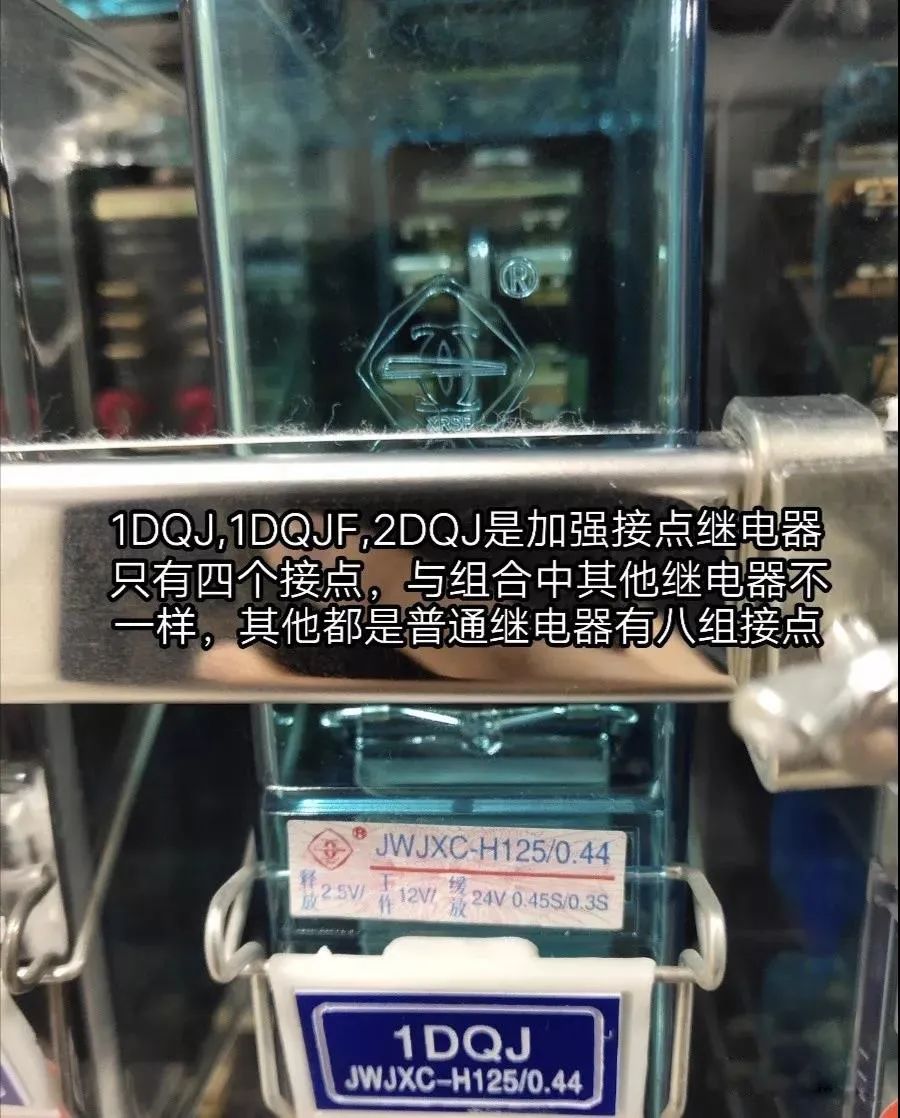 ®
XRSF
1DQJ,1DQJF,2DQJ是加强接点继电器
只有四个接点，与组合中其他继电器不
一样，其他都是普通继电器有八组接点
® JWJXC-H125/0.44
释放 2.5V/ 工作 12V/ 缓放 24V 0.45S/0.3S
1DQJ
JWJXC-H125/0.44